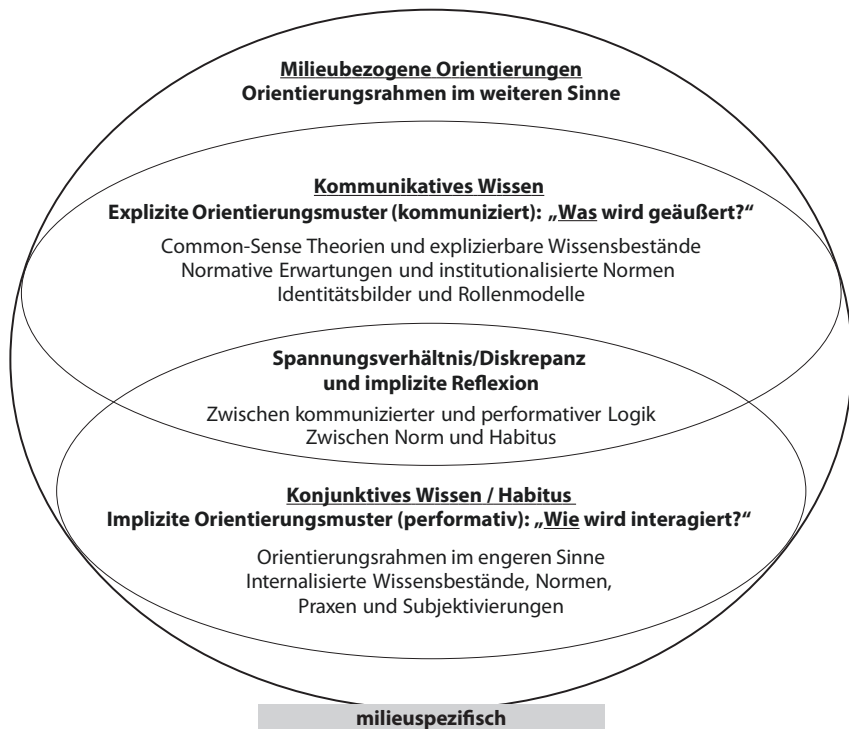 Milieubezogene Orientierungen
Orientierungsrahmen im weiteren Sinne
Kommunikatives Wissen
Explizite Orientierungsmuster (kommuniziert): „Was wird geäußert?“
Common-Sense Theorien und explizierbare Wissensbestände
Normative Erwartungen und institutionalisierte Normen
Identitätsbilder und Rollenmodelle
Spannungsverhältnis/Diskrepanz
und implizite Reflexion
Zwischen kommunizierter und performativer Logik
Zwischen Norm und Habitus
Konjunktives Wissen / Habitus
Implizite Orientierungsmuster (performativ): „Wie wird interagiert?“
Orientierungsrahmen im engeren Sinne
Internalisierte Wissensbestände, Normen,
Praxen und Subjektivierungen
milieuspezifisch